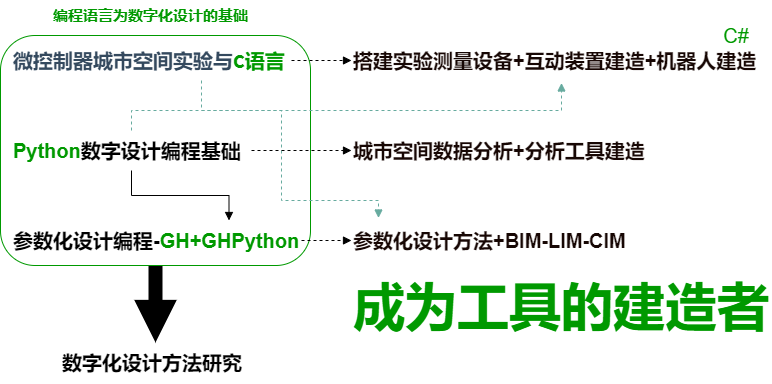 编程语言为数字化设计的基础
C#
微控制器城市空间实验与C语言
搭建实验测量设备+互动装置建造+机器人建造
Python数字设计编程基础
城市空间数据分析+分析工具建造
参数化设计编程-GH+GHPython
参数化设计方法+BIM-LIM-CIM
成为工具的建造者
数字化设计方法研究